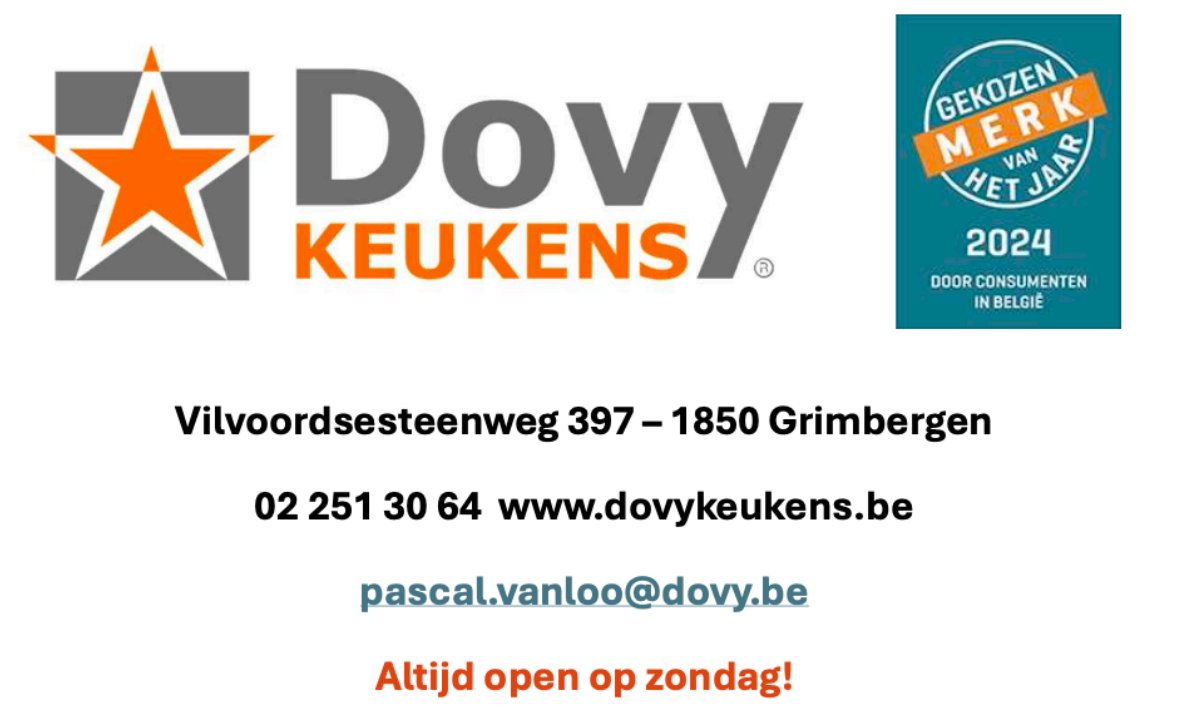 Dovy
KEUKENS
®
GEKOZEN
MERK
VAN
HET JAAR
2024
DOOR CONSUMENTEN
IN BELGIË
Vilvoordsesteenweg 397 – 1850 Grimbergen
02 251 30 64  www.dovykeukens.be
pascal.vanloo@dovy.be
Altijd open op zondag!